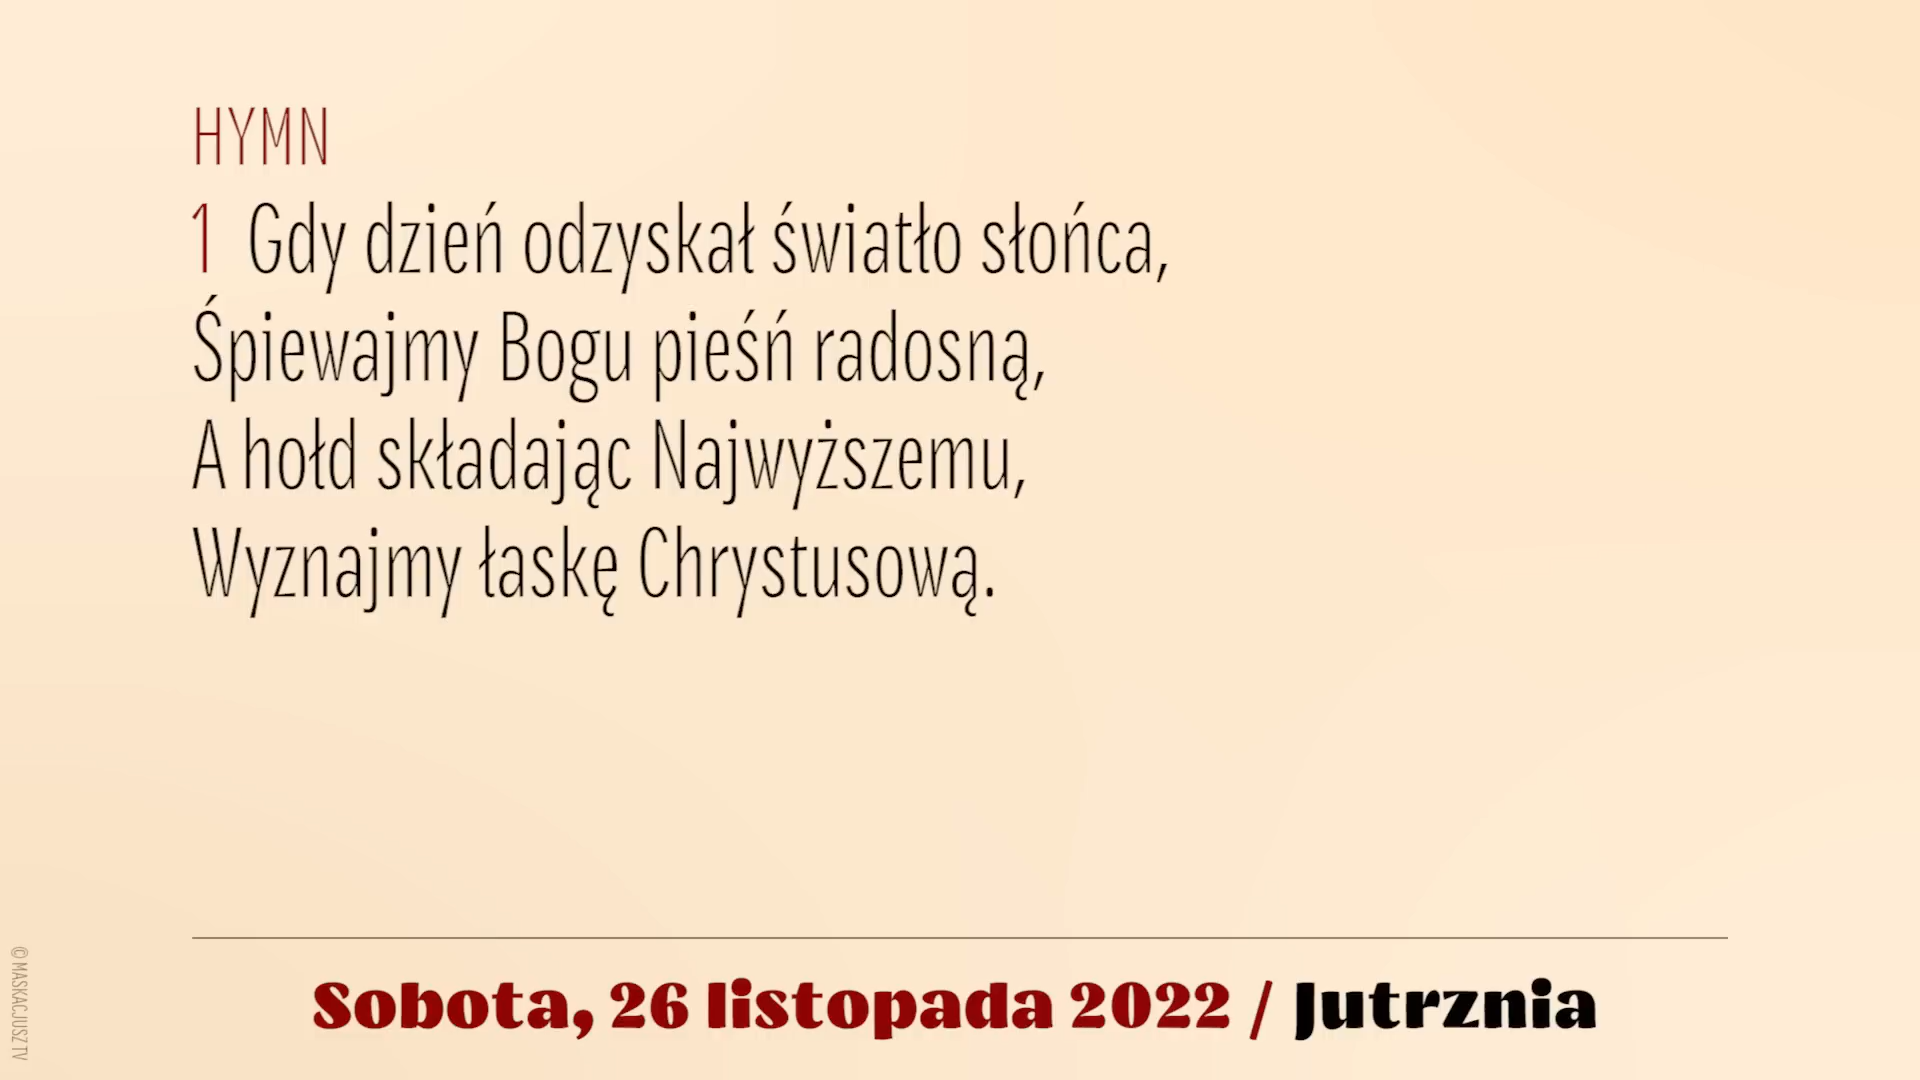 HYMN
1 Gdy dzień odzyskał światło słońca,
Śpiewajmy Bogu pieśń radosną,
A hołd składając Najwyższemu,
Wyznajmy łaskę Chrystusową.
Sobota, 26 listopada 2022 / Jutrznia
© MASKACJUSZ TV